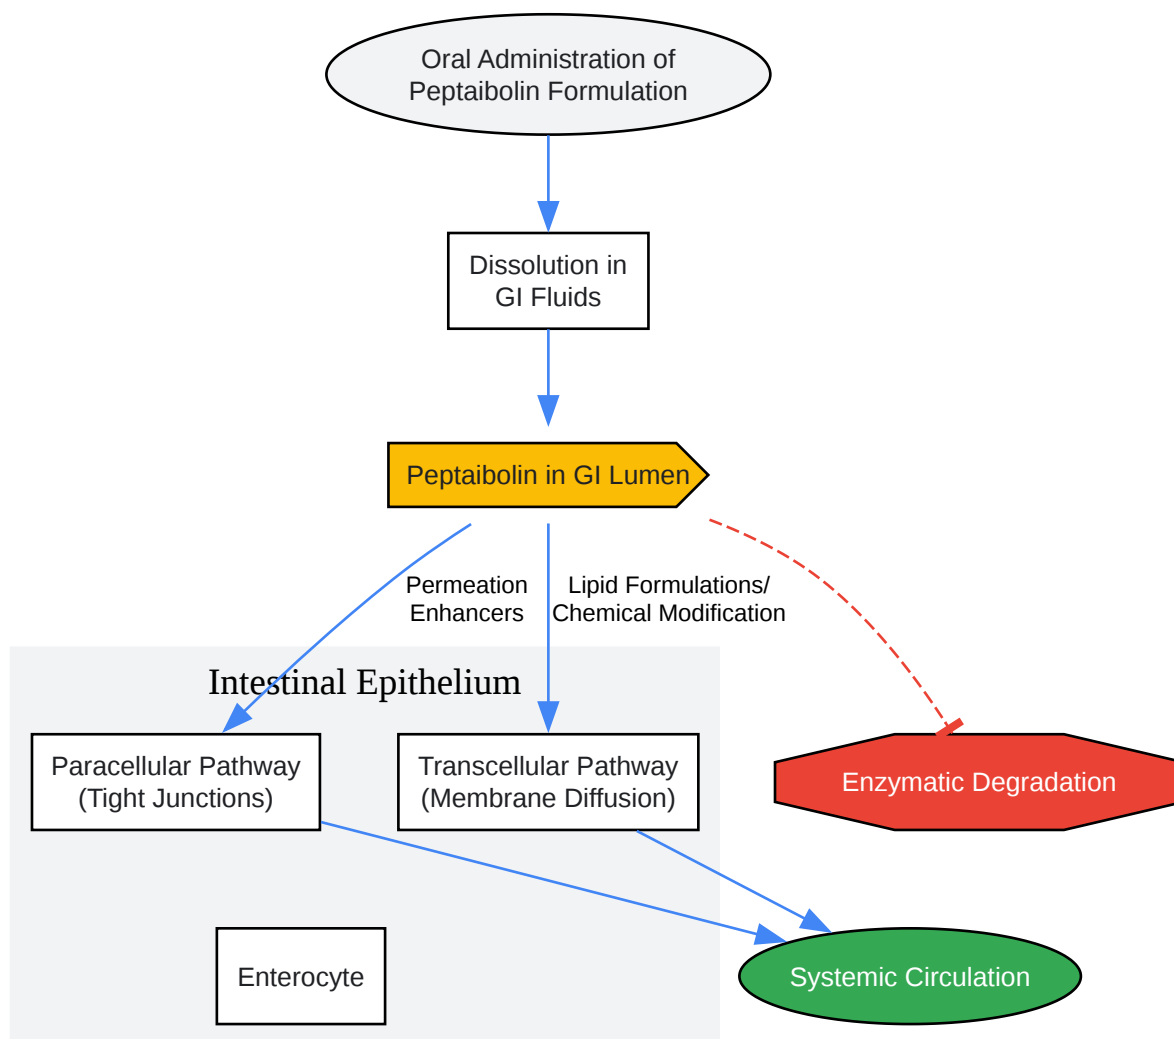 Oral Administration of
Peptaibolin Formulation
Dissolution in
GI Fluids
Peptaibolin in GI Lumen
Permeation
Enhancers
Lipid Formulations/
Chemical Modification
Intestinal Epithelium
Paracellular Pathway
(Tight Junctions)
Transcellular Pathway
(Membrane Diffusion)
Enzymatic Degradation
Enterocyte
Systemic Circulation